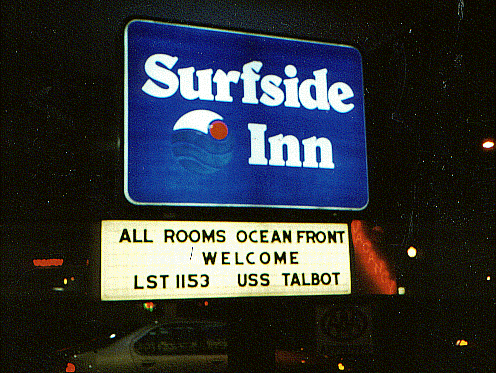 Surfside
Inn
ALL ROOMS OCEAN FRONT
WELCOME
LST 1153 USS TALBOT